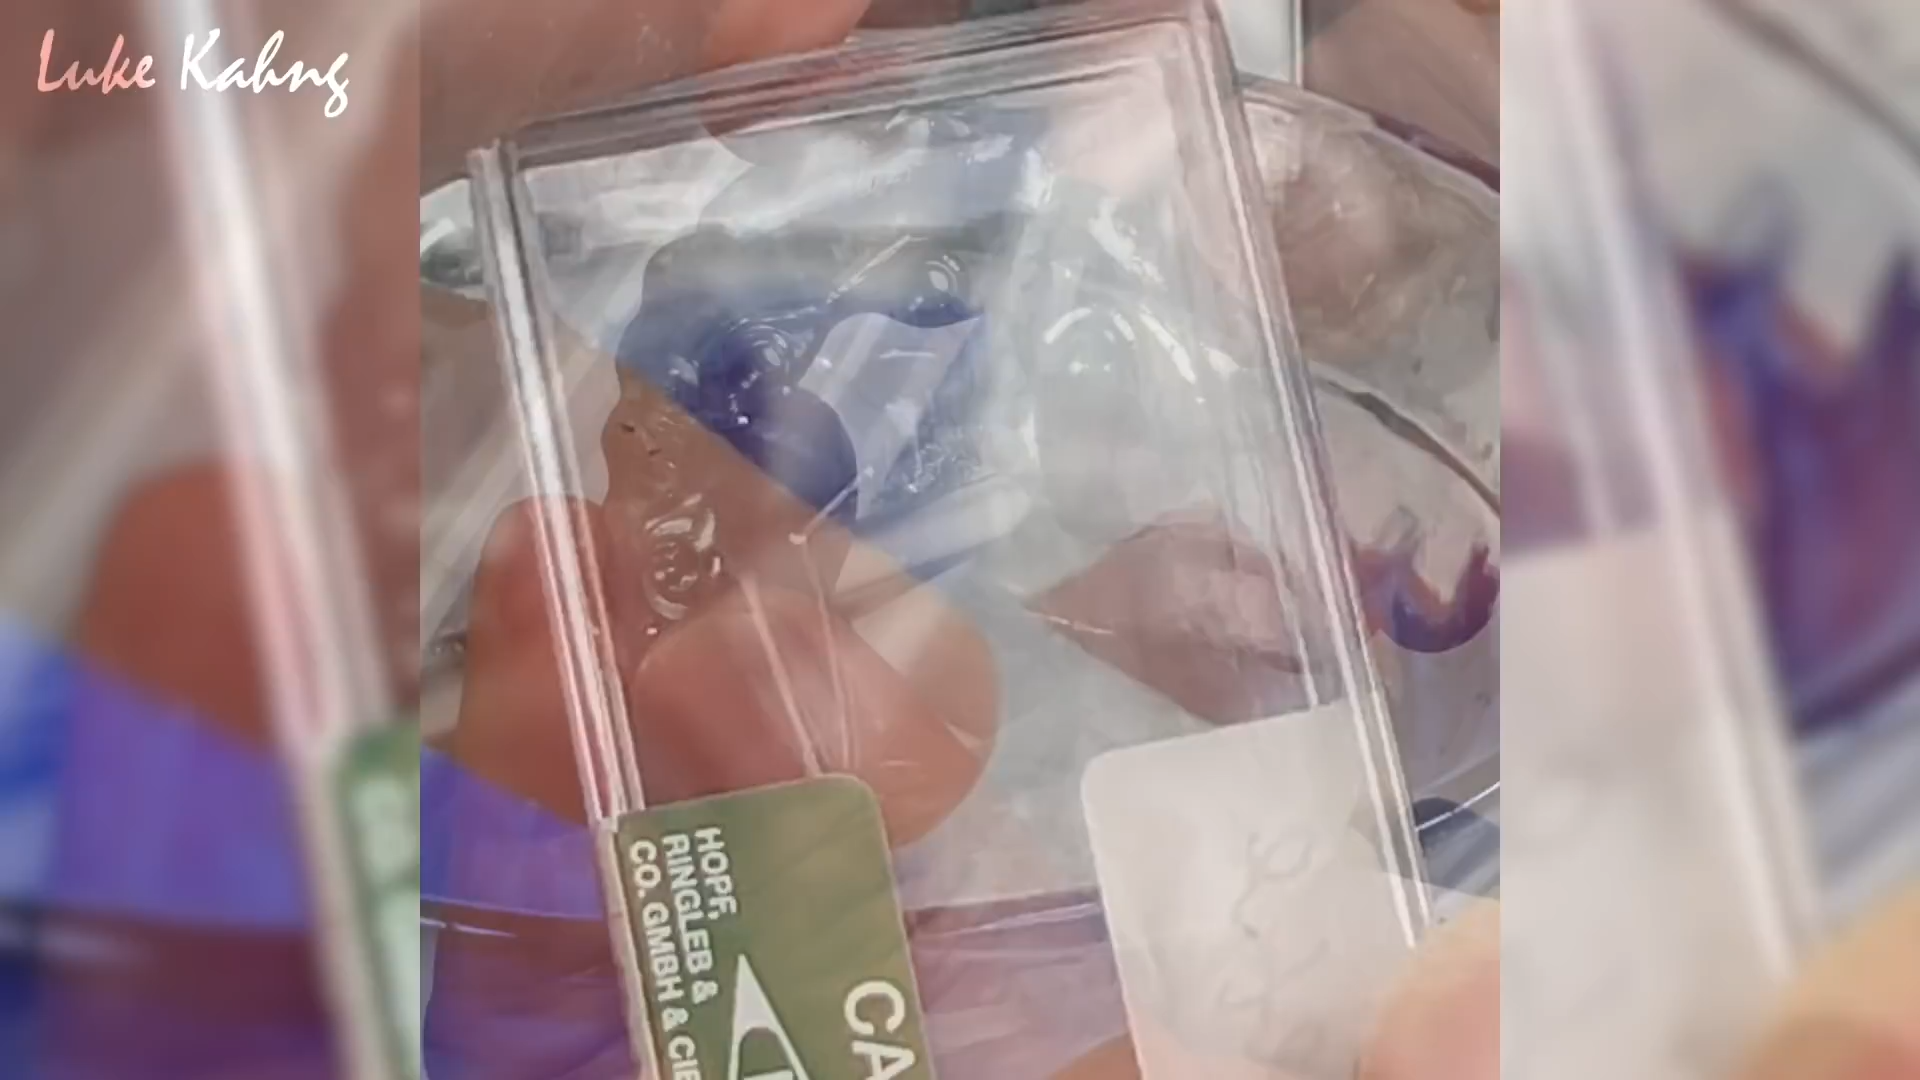 Luke Kahng
HOPF,
RINGLEB &
CO. GMBH & CIE
CA